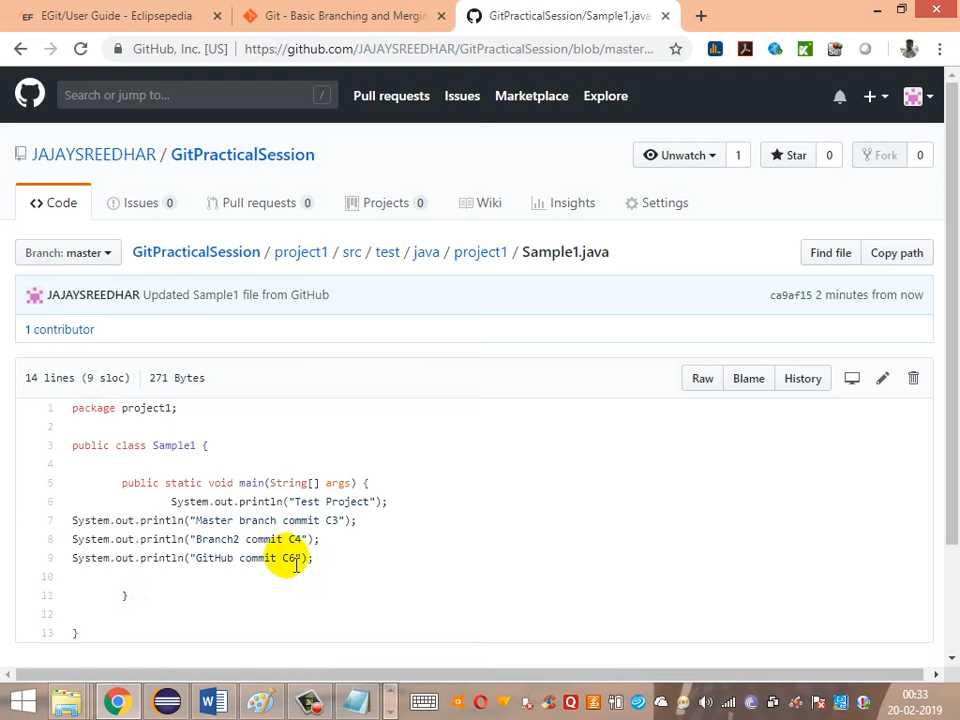 EGit/User Guide - Eclipsepedia
Git - Basic Branching and Mergin
GitPracticalSession/Sample1.java
GitHub, Inc. [US]
https://github.com/JAJAYSREEDHAR/GitPracticalSession/blob/master...
Search or jump to...
/
Pull requests
Issues
Marketplace
Explore
JAJAYSREEDHAR / GitPracticalSession
Unwatch
1
Star
0
Fork
0
Code
Issues 0
Pull requests 0
Projects 0
Wiki
Insights
Settings
Branch: master
GitPracticalSession / project1 / src / test / java / project1 / Sample1.java
Find file
Copy path
JAJAYSREEDHAR Updated Sample1 file from GitHub
ca9af15 2 minutes from now
1 contributor
14 lines (9 sloc)
271 Bytes
Raw
Blame
History
1 package project1;
2
3 public class Sample1 {
4
5 public static void main(String[] args) {
6 System.out.println("Test Project");
7 System.out.println("Master branch commit C3");
8 System.out.println("Branch2 commit C4");
9 System.out.println("GitHub commit C6");
10
11 }
12
13 }
00:33
20-02-2019